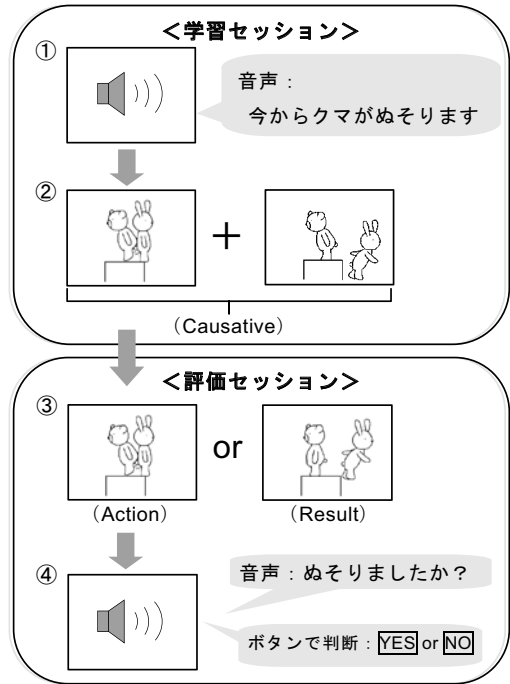 <学習セッション>
①
音声：
今からクマがぬそります
②
+
（Causative）
<評価セッション>
③
or
（Action）
（Result）
④
音声：ぬそりましたか？
ボタンで判断：YES or NO